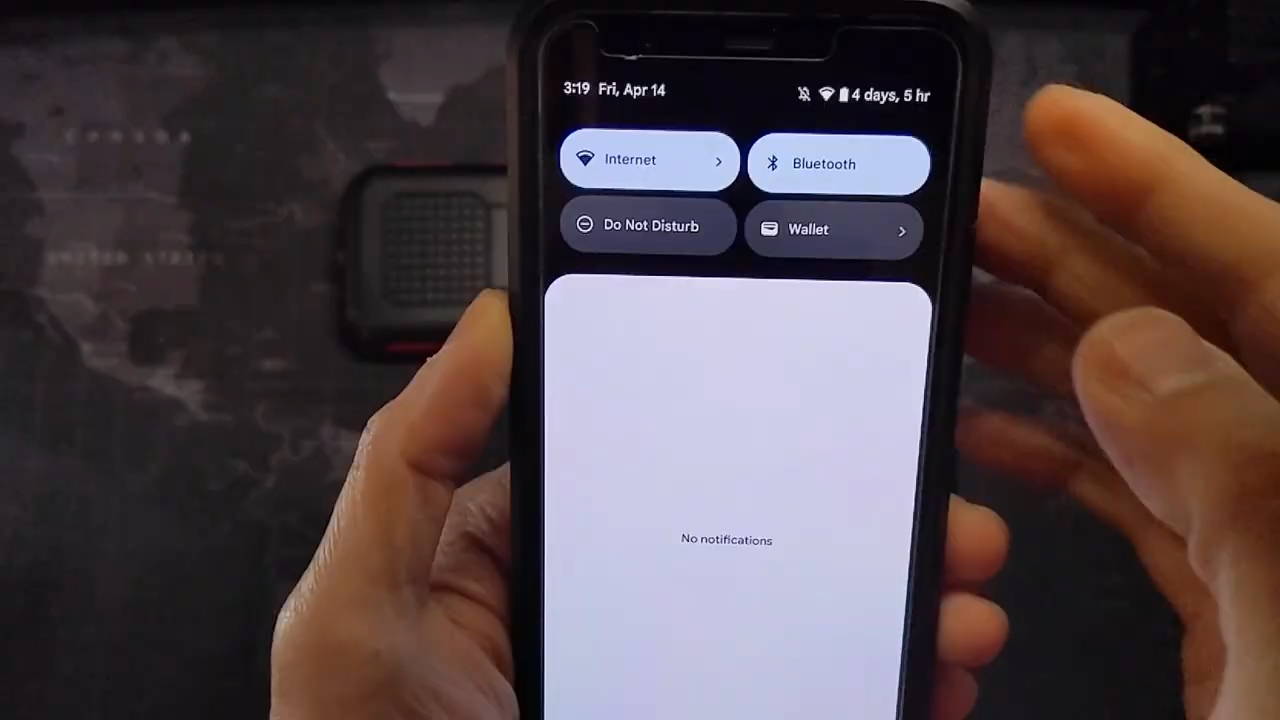 3:19 Fri, Apr 14 4 days, 5 hr
Internet Bluetooth
Do Not Disturb Wallet
No notifications